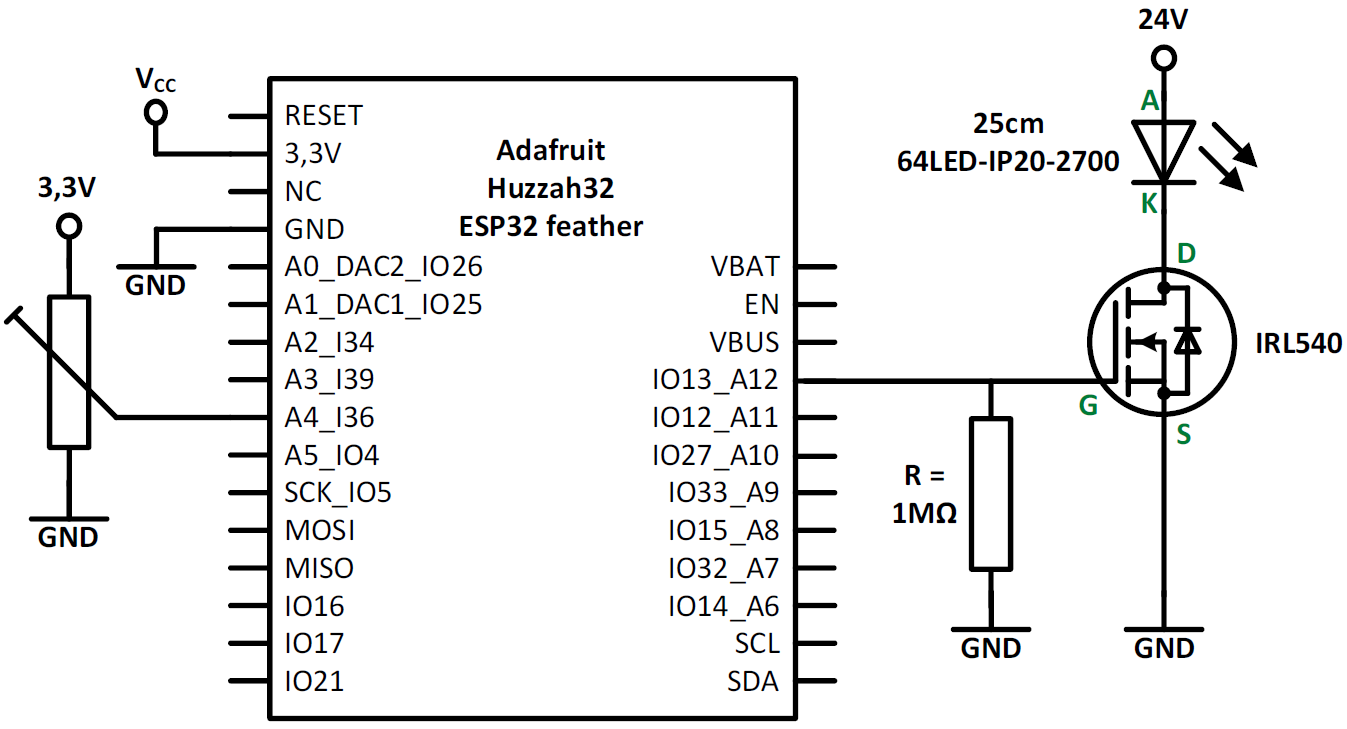 24V
V_CC
A
25cm
64LED-IP20-2700
K
D
IRL540
G
S
3,3V
GND
GND
Adafruit
Huzzah32
ESP32 feather
RESET
3,3V
NC
GND
A0_DAC2_IO26
A1_DAC1_IO25
A2_I34
A3_I39
A4_I36
A5_IO4
SCK_IO5
MOSI
MISO
IO16
IO17
IO21
VBAT
EN
VBUS
IO13_A12
IO12_A11
IO27_A10
IO33_A9
IO15_A8
IO32_A7
IO14_A6
SCL
SDA
R =
1MΩ
GND
GND